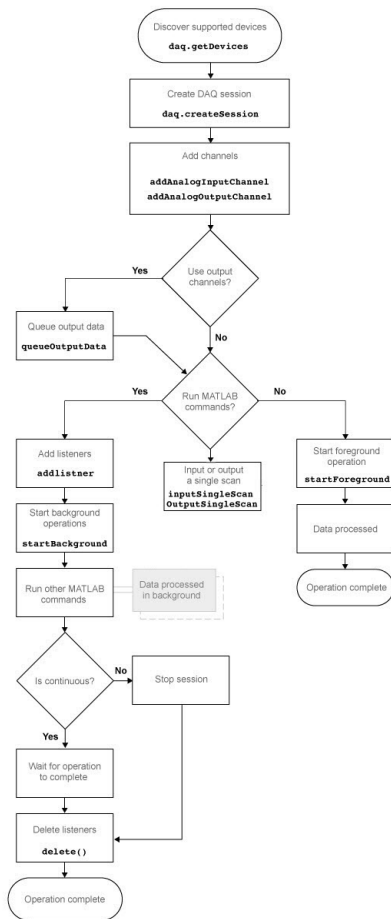 Discover supported devices
daq.getDevices
Create DAQ session
daq.createSession
Add channels
addAnalogInputChannel
addAnalogOutputChannel
Yes
Use output
channels?
Queue output data
queueOutputData
No
Yes
Run MATLAB
commands?
No
Add listeners
addlistner
Input or output
a single scan
inputSingleScan
OutputSingleScan
Start foreground
operation
startForeground
Start background
operations
startBackground
Data processed
Run other MATLAB
commands
Data processed
in background
Operation complete
Is continuous?
No
Stop session
Yes
Wait for operation
to complete
Delete listeners
delete()
Operation complete